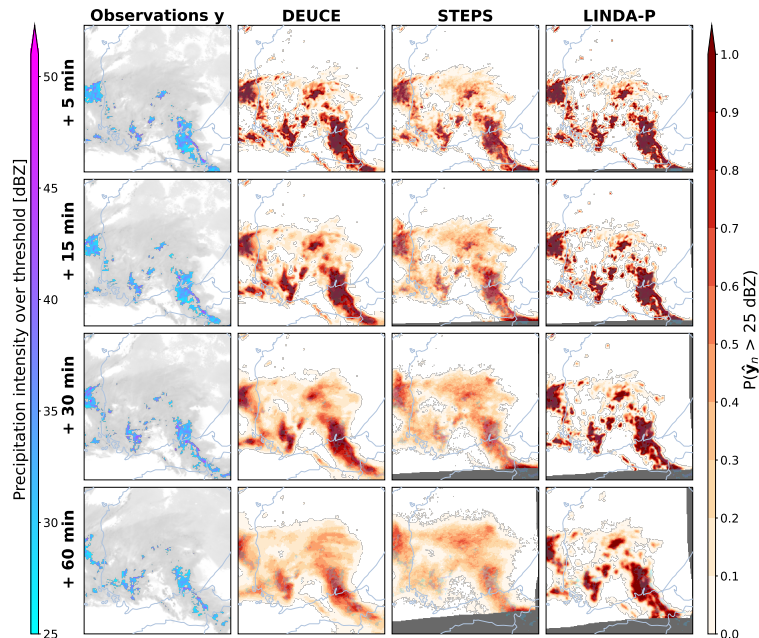 Observations y DEUCE STEPS LINDA-P
Precipitation intensity over threshold [dBZ]
50
45
40
35
30
25
+ 5 min
+ 15 min
+ 30 min
+ 60 min
1.0
0.9
0.8
0.7
0.6
0.5
0.4
0.3
0.2
0.1
0.0
P(ŷn > 25 dBZ)